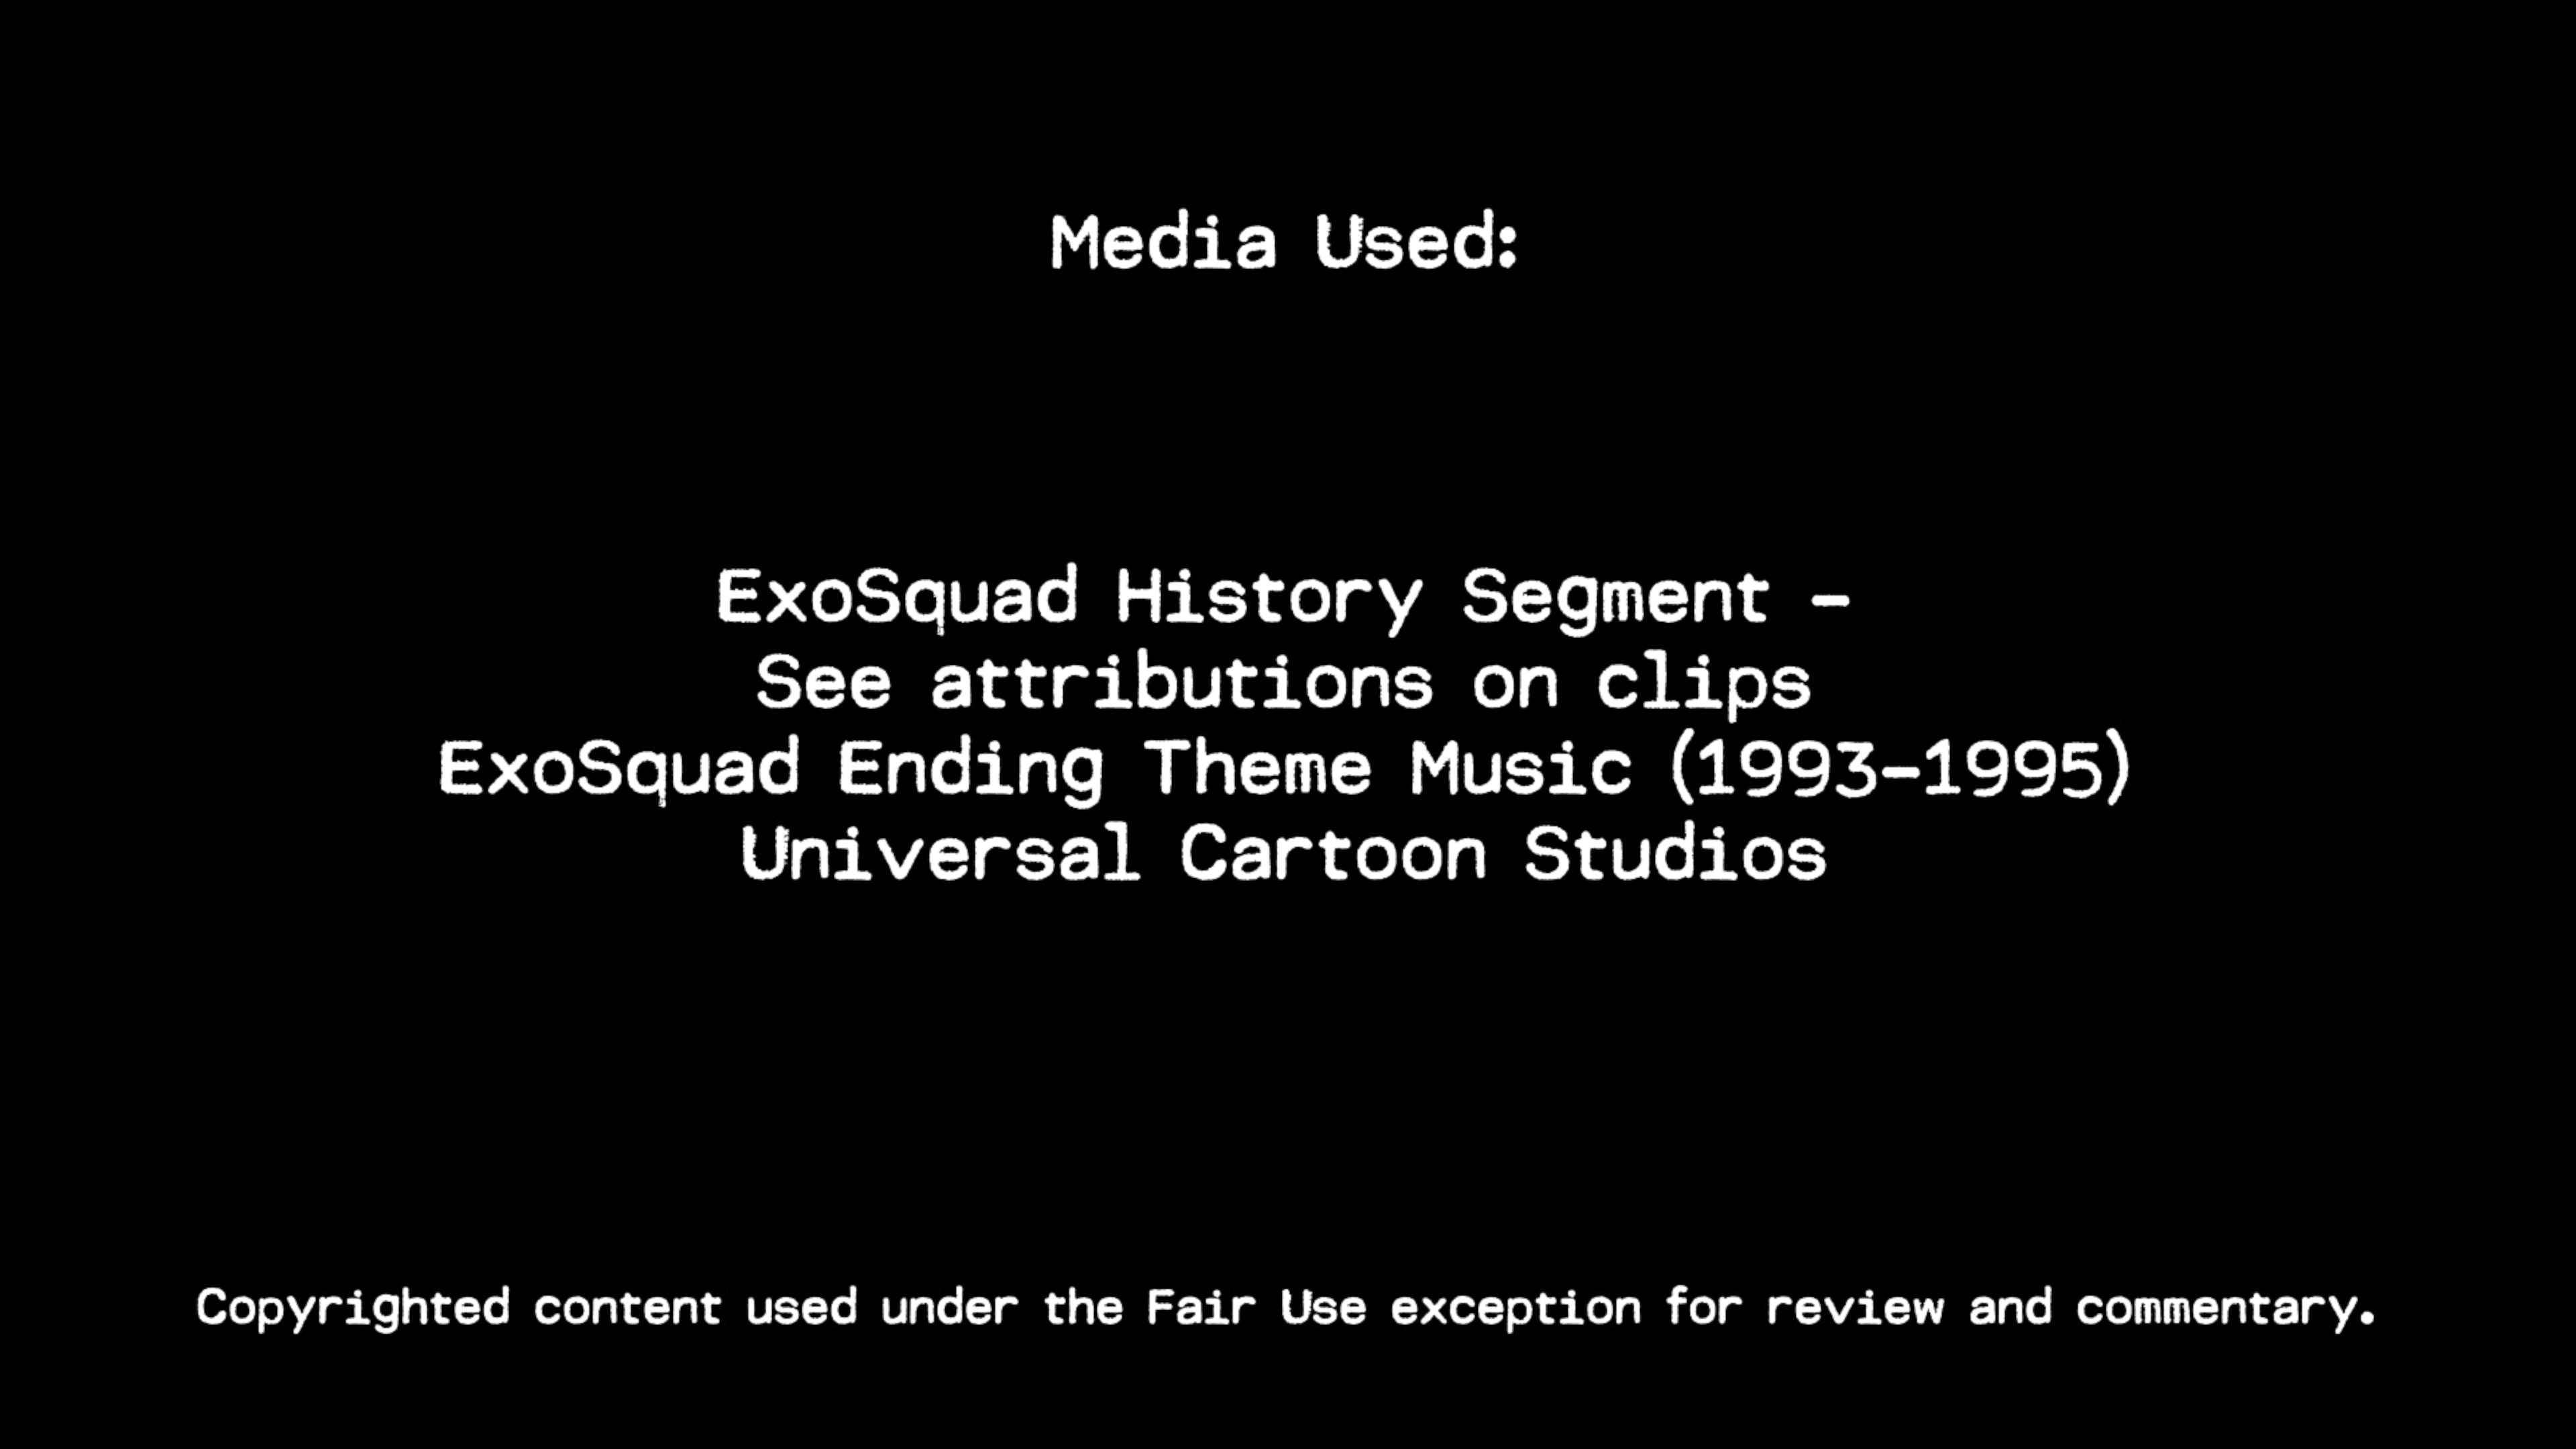 Media Used:
ExoSquad History Segment –
See attributions on clips
ExoSquad Ending Theme Music (1993–1995)
Universal Cartoon Studios
Copyrighted content used under the Fair Use exception for review and commentary.